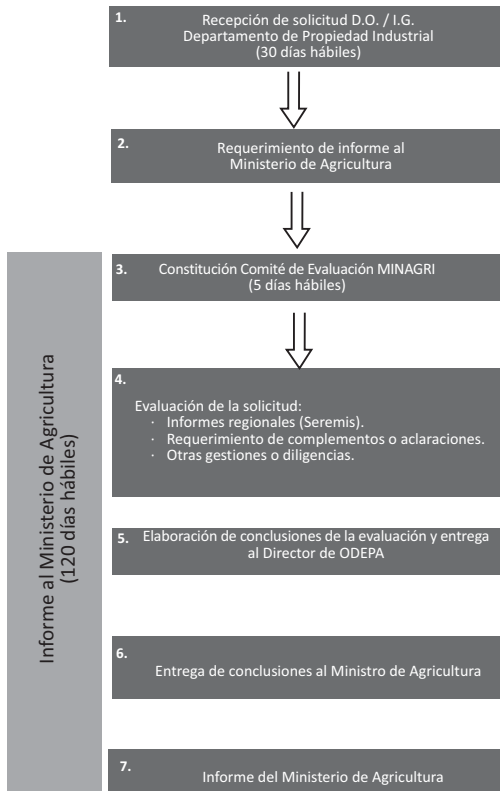 1. Recepción de solicitud D.O. / I.G.
Departamento de Propiedad Industrial
(30 días hábiles)
2. Requerimiento de informe al
Ministerio de Agricultura
Informe al Ministerio de Agricultura
(120 días hábiles)
3. Constitución Comité de Evaluación MINAGRI
(5 días hábiles)
4.
Evaluación de la solicitud:
· Informes regionales (Seremis).
· Requerimiento de complementos o aclaraciones.
· Otras gestiones o diligencias.
5. Elaboración de conclusiones de la evaluación y entrega
al Director de ODEPA
6.
Entrega de conclusiones al Ministro de Agricultura
7.
Informe del Ministerio de Agricultura